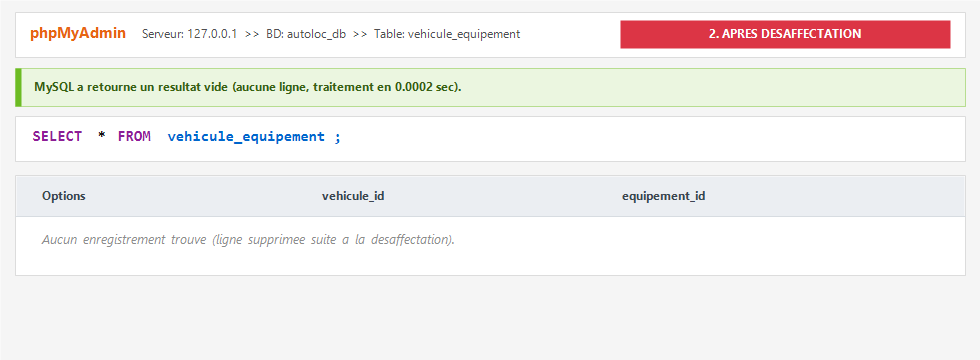 phpMyAdmin Serveur: 127.0.0.1 >> BD: autoloc_db >> Table: vehicule_equipement 2. APRES DESAFFECTATION
MySQL a retourne un resultat vide (aucune ligne, traitement en 0.0002 sec).
SELECT * FROM vehicule_equipement ;
Options vehicule_id equipement_id
Aucun enregistrement trouve (ligne supprimee suite a la desaffectation).